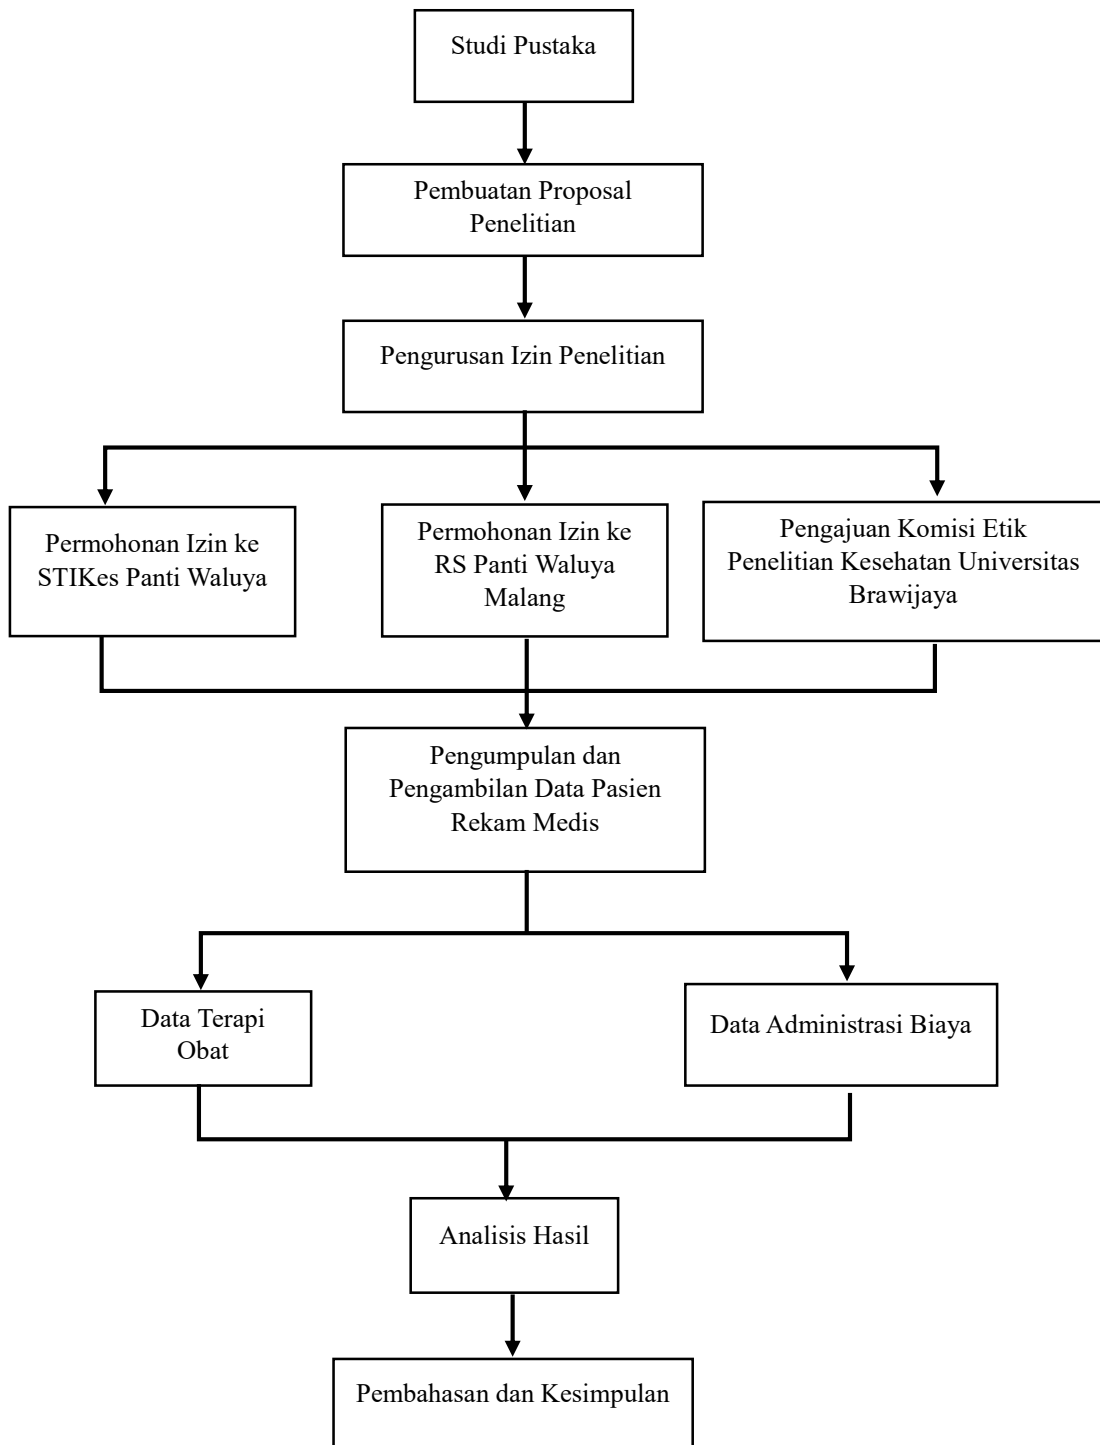 Studi Pustaka
Pembuatan Proposal
Penelitian
Pengurusan Izin Penelitian
Permohonan Izin ke
STIKes Panti Waluya
Permohonan Izin ke
RS Panti Waluya
Malang
Pengajuan Komisi Etik
Penelitian Kesehatan Universitas
Brawijaya
Pengumpulan dan
Pengambilan Data Pasien
Rekam Medis
Data Terapi
Obat
Data Administrasi Biaya
Analisis Hasil
Pembahasan dan Kesimpulan